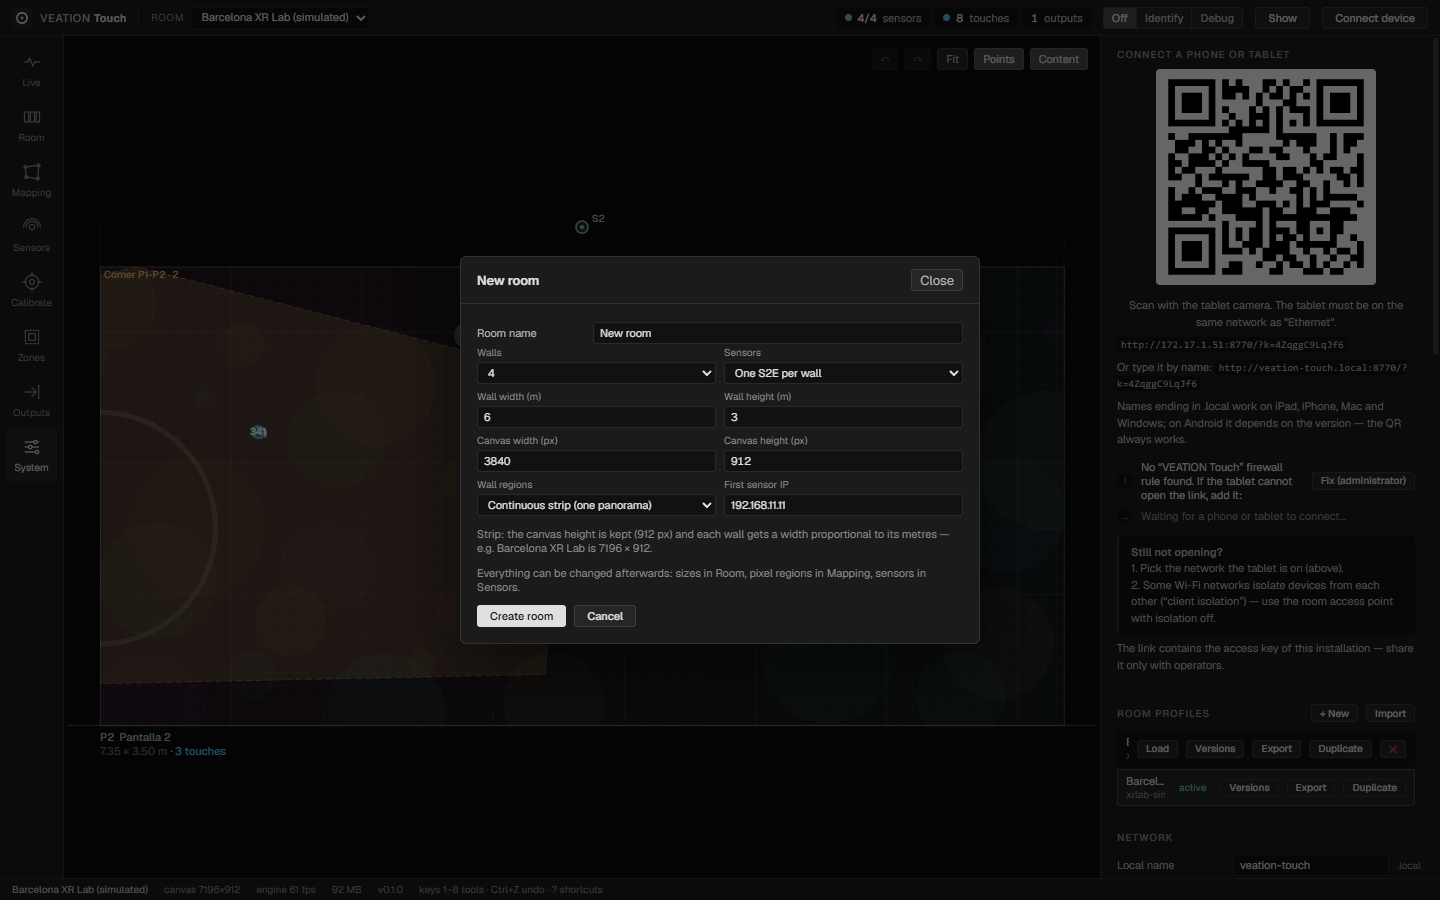 VEATION Touch
ROOM
Barcelona XR Lab (simulated)
4/4 sensors
8 touches
1 outputs
Off
Identify
Debug
Show
Connect device
Live
Room
Mapping
Sensors
Calibrate
Zones
Outputs
System
Fit
Points
Content
S2
Corner P1-P2 · 2
341
P2 Pantalla 2
7.35 × 3.50 m · 3 touches
New room
Close
Room name
New room
Walls
Sensors
4
One S2E per wall
Wall width (m)
Wall height (m)
6
3
Canvas width (px)
Canvas height (px)
3840
912
Wall regions
First sensor IP
Continuous strip (one panorama)
192.168.11.11
Strip: the canvas height is kept (912 px) and each wall gets a width proportional to its metres —
e.g. Barcelona XR Lab is 7196 × 912.
Everything can be changed afterwards: sizes in Room, pixel regions in Mapping, sensors in
Sensors.
Create room
Cancel
CONNECT A PHONE OR TABLET
Scan with the tablet camera. The tablet must be on the
same network as "Ethernet".
http://172.17.1.51:8770/?k=4ZqggC9LqJf6
Or type it by name: http://veation-touch.local:8770/?
k=4ZqggC9LqJf6
Names ending in .local work on iPad, iPhone, Mac and
Windows; on Android it depends on the version — the QR
always works.
No “VEATION Touch” firewall
rule found. If the tablet cannot
open the link, add it:
Fix (administrator)
Waiting for a phone or tablet to connect...
Still not opening?
1. Pick the network the tablet is on (above).
2. Some Wi-Fi networks isolate devices from each
other (“client isolation”) — use the room access point
with isolation off.
The link contains the access key of this installation — share
it only with operators.
ROOM PROFILES
+ New
Import
Load
Versions
Export
Duplicate
Barcel...
xrlab-sim
active
Versions
Export
Duplicate
NETWORK
Local name
veation-touch
.local
Barcelona XR Lab (simulated)
canvas 7196×912
engine 61 fps
92 MB
v0.1.0
keys 1–8 tools · Ctrl+Z undo · ? shortcuts